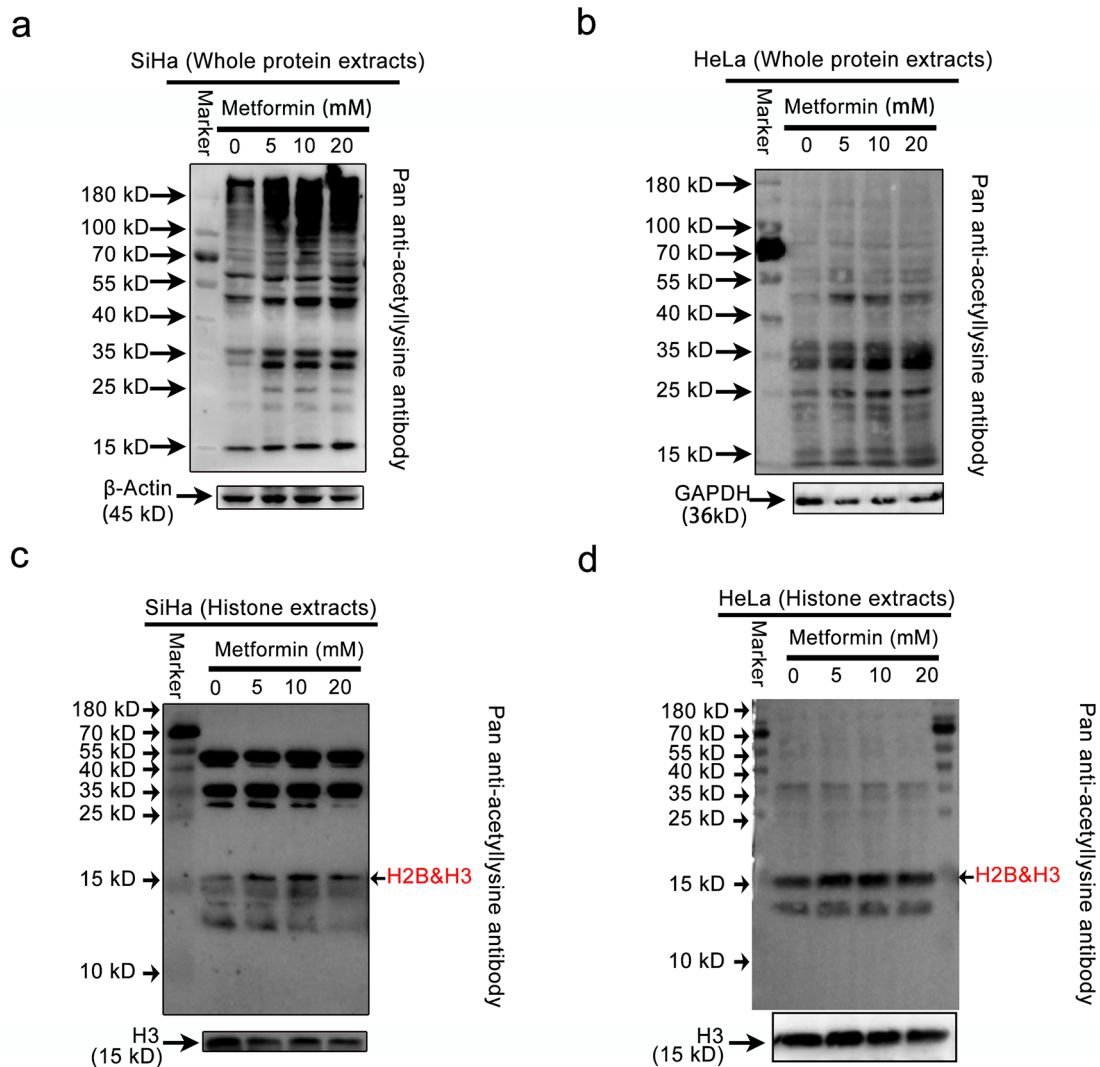 a
SiHa (Whole protein extracts)
Marker
Metformin (mM)
0 5 10 20
180 kD
100 kD
70 kD
55 kD
40 kD
35 kD
25 kD
15 kD
Pan anti-acetyllysine antibody
β-Actin
(45 kD)
b
HeLa (Whole protein extracts)
Marker
Metformin (mM)
0 5 10 20
180 kD
100 kD
70 kD
55 kD
40 kD
35 kD
25 kD
15 kD
Pan anti-acetyllysine antibody
GAPDH
(36kD)
c
SiHa (Histone extracts)
Marker
Metformin (mM)
0 5 10 20
180 kD
70 kD
55 kD
40 kD
35 kD
25 kD
15 kD
10 kD
H2B&H3
Pan anti-acetyllysine antibody
H3
(15 kD)
d
HeLa (Histone extracts)
Marker
Metformin (mM)
0 5 10 20
180 kD
70 kD
55 kD
40 kD
35 kD
25 kD
15 kD
10 kD
H2B&H3
Pan anti-acetyllysine antibody
H3
(15 kD)